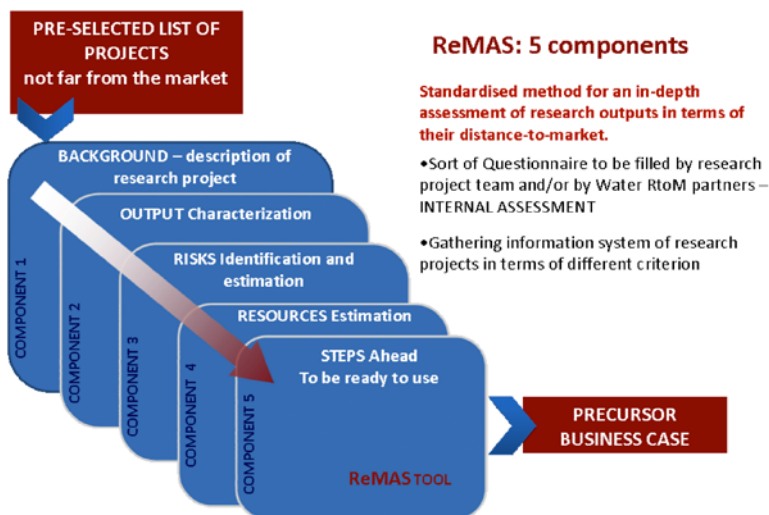 PRE-SELECTED LIST OF
PROJECTS
not far from the market
ReMAS: 5 components
Standardised method for an in-depth
assessment of research outputs in terms of
their distance-to-market.
•Sort of Questionnaire to be filled by research
project team and/or by Water RtoM partners –
INTERNAL ASSESSMENT
•Gathering information system of research
projects in terms of different criterion
BACKGROUND – description of
research project
COMPONENT 1
OUTPUT Characterization
COMPONENT 2
RISKS Identification and
estimation
COMPONENT 3
RESOURCES Estimation
COMPONENT 4
STEPS Ahead
To be ready to use
COMPONENT 5
ReMAS TOOL
PRECURSOR
BUSINESS CASE